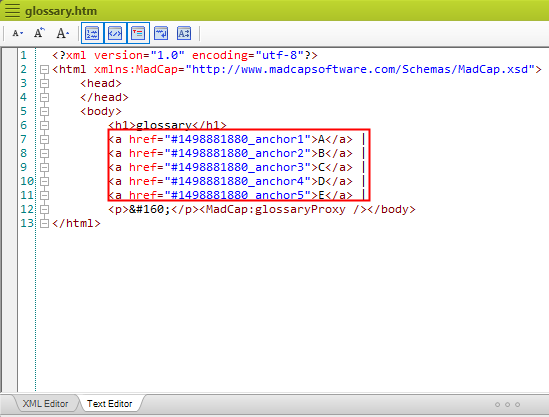 glossary.htm
A A A
1 <?xml version="1.0" encoding="utf-8"?>
2 <html xmlns:MadCap="http://www.madcapsoftware.com/Schemas/MadCap.xsd">
3 <head>
4 </head>
5 <body>
6 <h1>glossary</h1>
7 <a href="#1498881880_anchor1">A</a> |
8 <a href="#1498881880_anchor2">B</a> |
9 <a href="#1498881880_anchor3">C</a> |
10 <a href="#1498881880_anchor4">D</a> |
11 <a href="#1498881880_anchor5">E</a> |
12 <p>&#160;</p><MadCap:glossaryProxy /></body>
13 </html>
XML Editor Text Editor